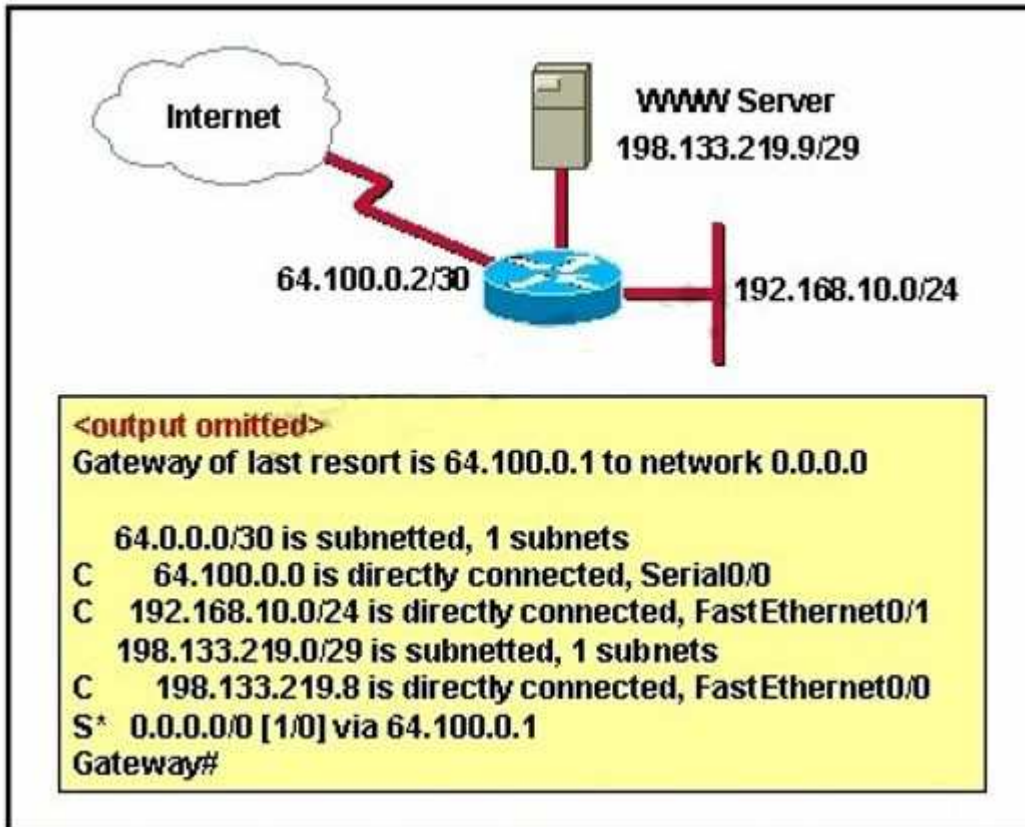 Internet
WWW Server
198.133.219.9/29
64.100.0.2/30
192.168.10.0/24
<output omitted>
Gateway of last resort is 64.100.0.1 to network 0.0.0.0
64.0.0.0/30 is subnetted, 1 subnets
C 64.100.0.0 is directly connected, Serial0/0
C 192.168.10.0/24 is directly connected, FastEthernet0/1
198.133.219.0/29 is subnetted, 1 subnets
C 198.133.219.8 is directly connected, FastEthernet0/0
S* 0.0.0.0/0 [1/0] via 64.100.0.1
Gateway#